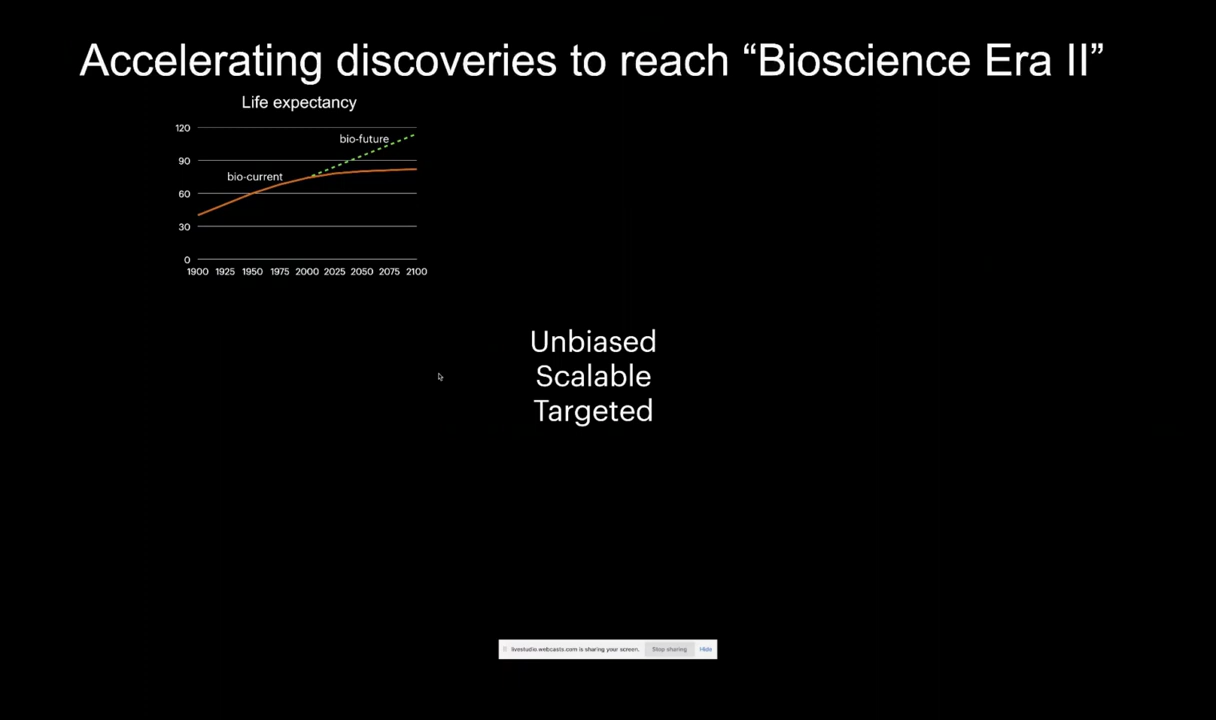 Accelerating discoveries to reach “Bioscience Era II”
Life expectancy
120
90
60
30
0
bio-future
bio-current
1900 1925 1950 1975 2000 2025 2050 2075 2100
Unbiased
Scalable
Targeted
livestudio.webcasts.com is sharing your screen. Stop sharing Hide